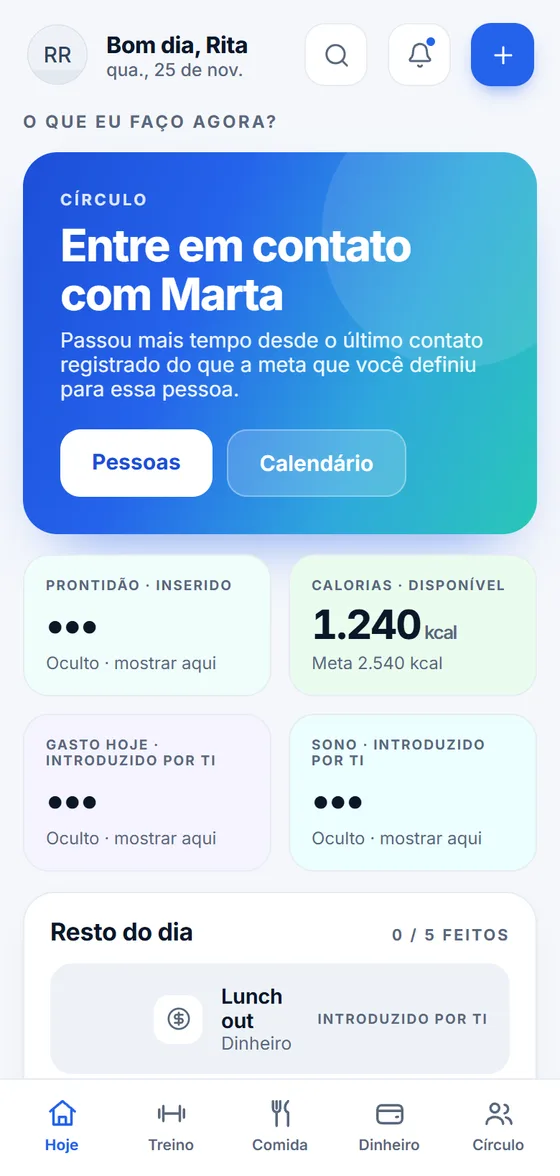 RR
Bom dia, Rita
qua., 25 de nov.
O QUE EU FAÇO AGORA?
CÍRCULO
Entre em contato
com Marta
Passou mais tempo desde o último contato
registrado do que a meta que você definiu
para essa pessoa.
Pessoas
Calendário
PRONTIDÃO · INSERIDO
•••
Oculto · mostrar aqui
CALORIAS · DISPONÍVEL
1.240 kcal
Meta 2.540 kcal
GASTO HOJE ·
INTRODUZIDO POR TI
•••
Oculto · mostrar aqui
SONO · INTRODUZIDO
POR TI
•••
Oculto · mostrar aqui
Resto do dia
0 / 5 FEITOS
Lunch
out
Dinheiro
INTRODUZIDO POR TI
Hoje
Treino
Comida
Dinheiro
Círculo